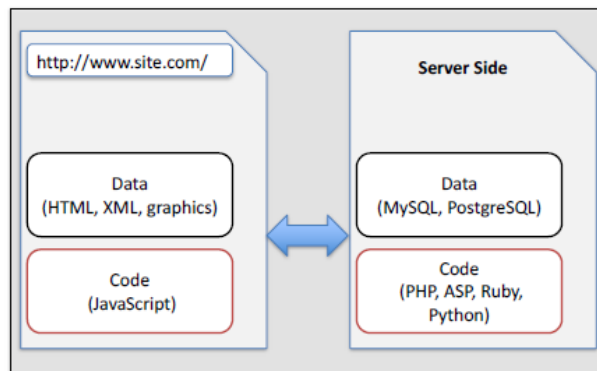 http://www.site.com/
Data
(HTML, XML, graphics)
Code
(JavaScript)
Server Side
Data
(MySQL, PostgreSQL)
Code
(PHP, ASP, Ruby,
Python)